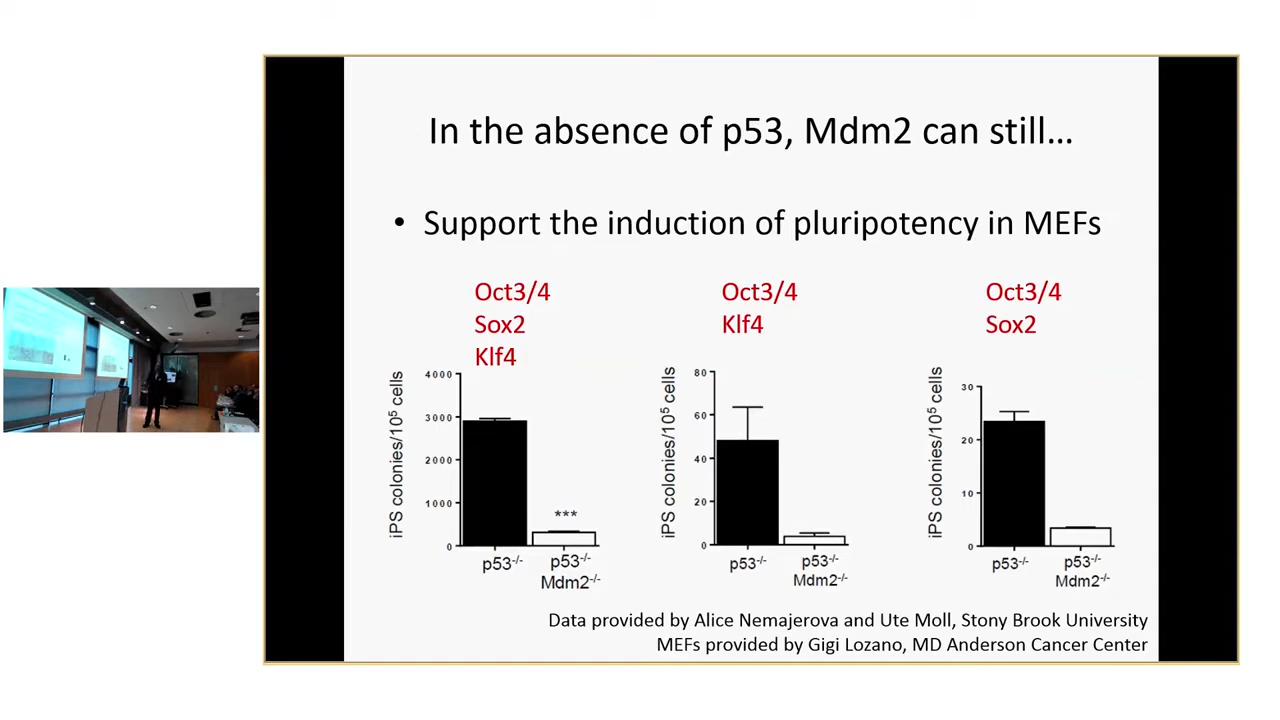 In the absence of p53, Mdm2 can still…
• Support the induction of pluripotency in MEFs
Oct3/4
Sox2
Klf4
iPS colonies/10⁵ cells
4000
3000
2000
1000
0
***
p53-/-
p53-/-
Mdm2-/-
Oct3/4
Klf4
iPS colonies/10⁵ cells
80
60
40
20
0
p53-/-
p53-/-
Mdm2-/-
Oct3/4
Sox2
iPS colonies/10⁵ cells
30
20
10
0
p53-/-
p53-/-
Mdm2-/-
Data provided by Alice Nemajerova and Ute Moll, Stony Brook University
MEFs provided by Gigi Lozano, MD Anderson Cancer Center